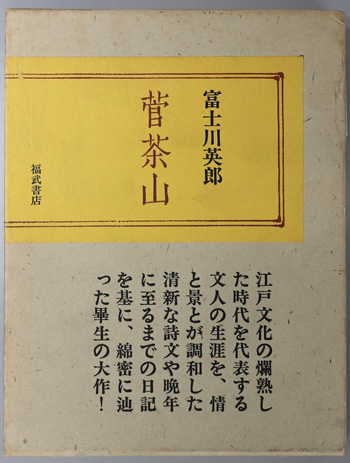 富士川英郎
菅茶山
福武書店
江戸文化の爛熟し
た時代を代表する
文人の生涯を、情
と景とが調和した
清新な詩文や晩年
に至るまでの日記
を基に、綿密に辿
った畢生の大作！